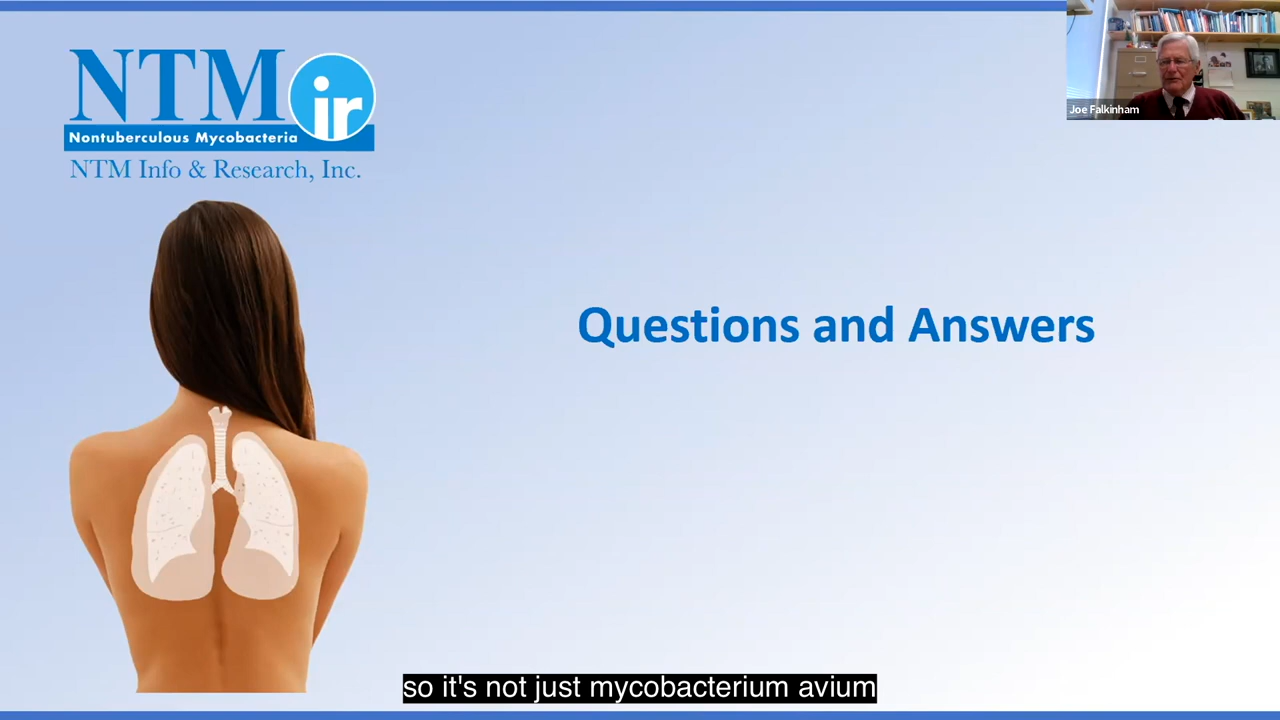 NTM
ir
Nontuberculous Mycobacteria
NTM Info & Research, Inc.
Joe Falkinham
Questions and Answers
so it's not just mycobacterium avium